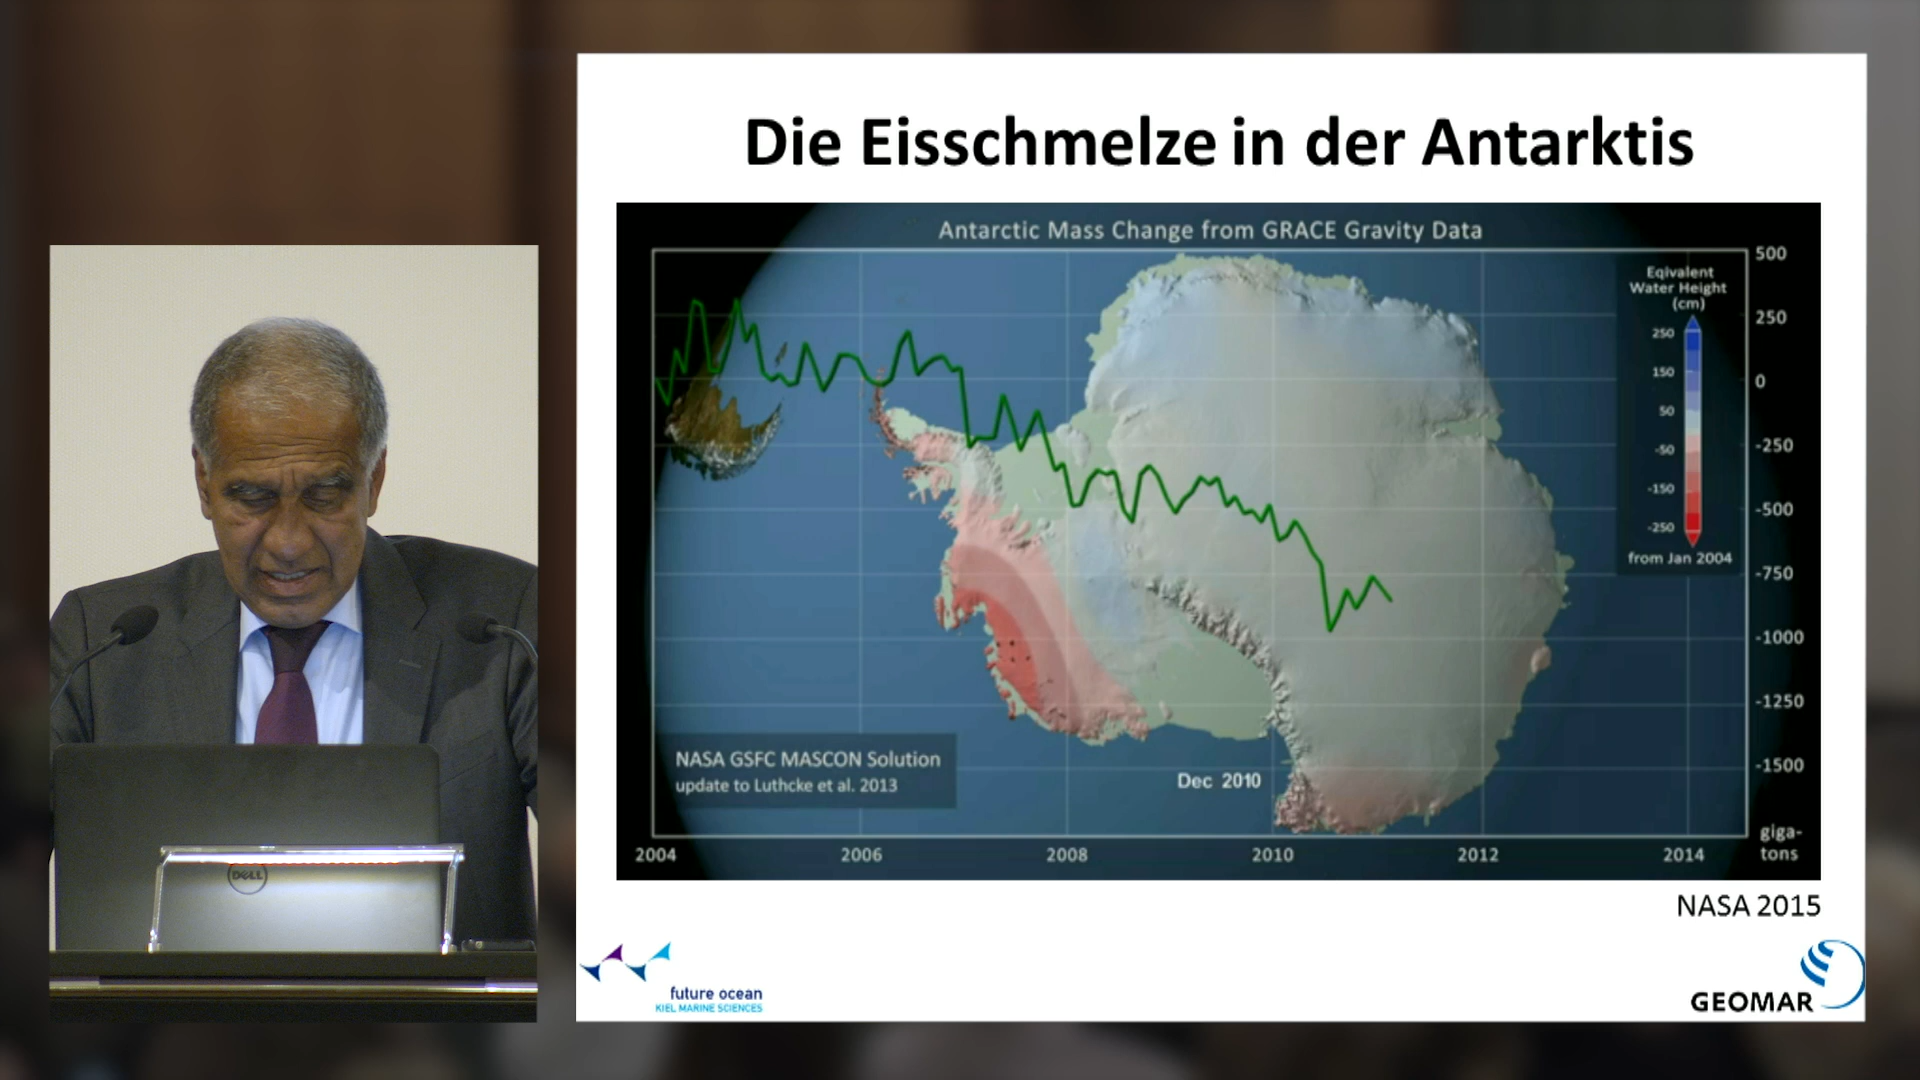 Die Eisschmelze in der Antarktis
Antarctic Mass Change from GRACE Gravity Data
Eqivalent
Water Height
(cm)
250
150
50
-50
-150
-250
from Jan 2004
500
250
0
-250
-500
-750
-1000
-1250
-1500
giga-
tons
NASA GSFC MASCON Solution
update to Luthcke et al. 2013
Dec 2010
2004
2006
2008
2010
2012
2014
NASA 2015
future ocean
KIEL MARINE SCIENCES
GEOMAR
DELL